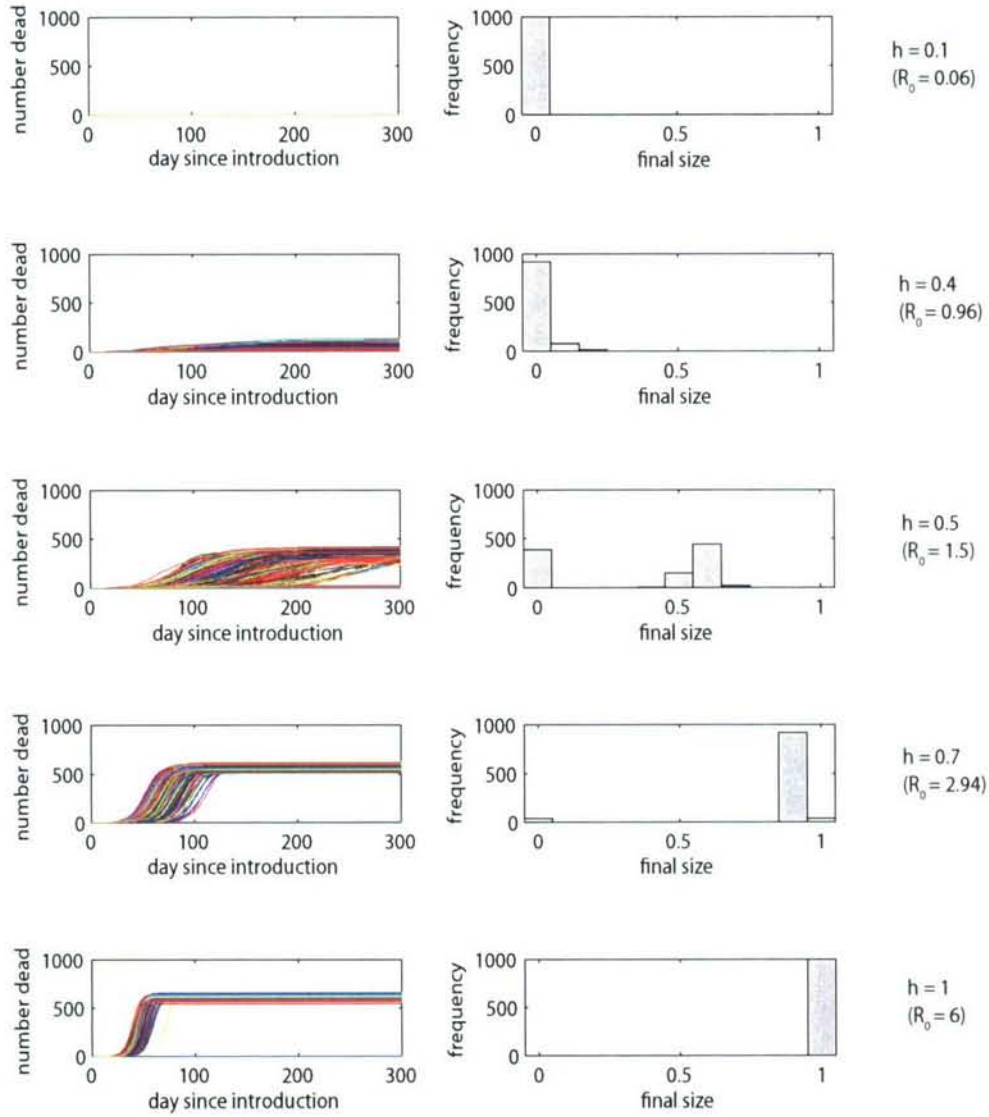 number dead
1000
500
0
0 100 200 300
day since introduction
frequency
1000
500
0
0 0.5 1
final size
h = 0.1
(R0 = 0.06)
number dead
1000
500
0
0 100 200 300
day since introduction
frequency
1000
500
0
0 0.5 1
final size
h = 0.4
(R0 = 0.96)
number dead
1000
500
0
0 100 200 300
day since introduction
frequency
1000
500
0
0 0.5 1
final size
h = 0.5
(R0 = 1.5)
number dead
1000
500
0
0 100 200 300
day since introduction
frequency
1000
500
0
0 0.5 1
final size
h = 0.7
(R0 = 2.94)
number dead
1000
500
0
0 100 200 300
day since introduction
frequency
1000
500
0
0 0.5 1
final size
h = 1
(R0 = 6)